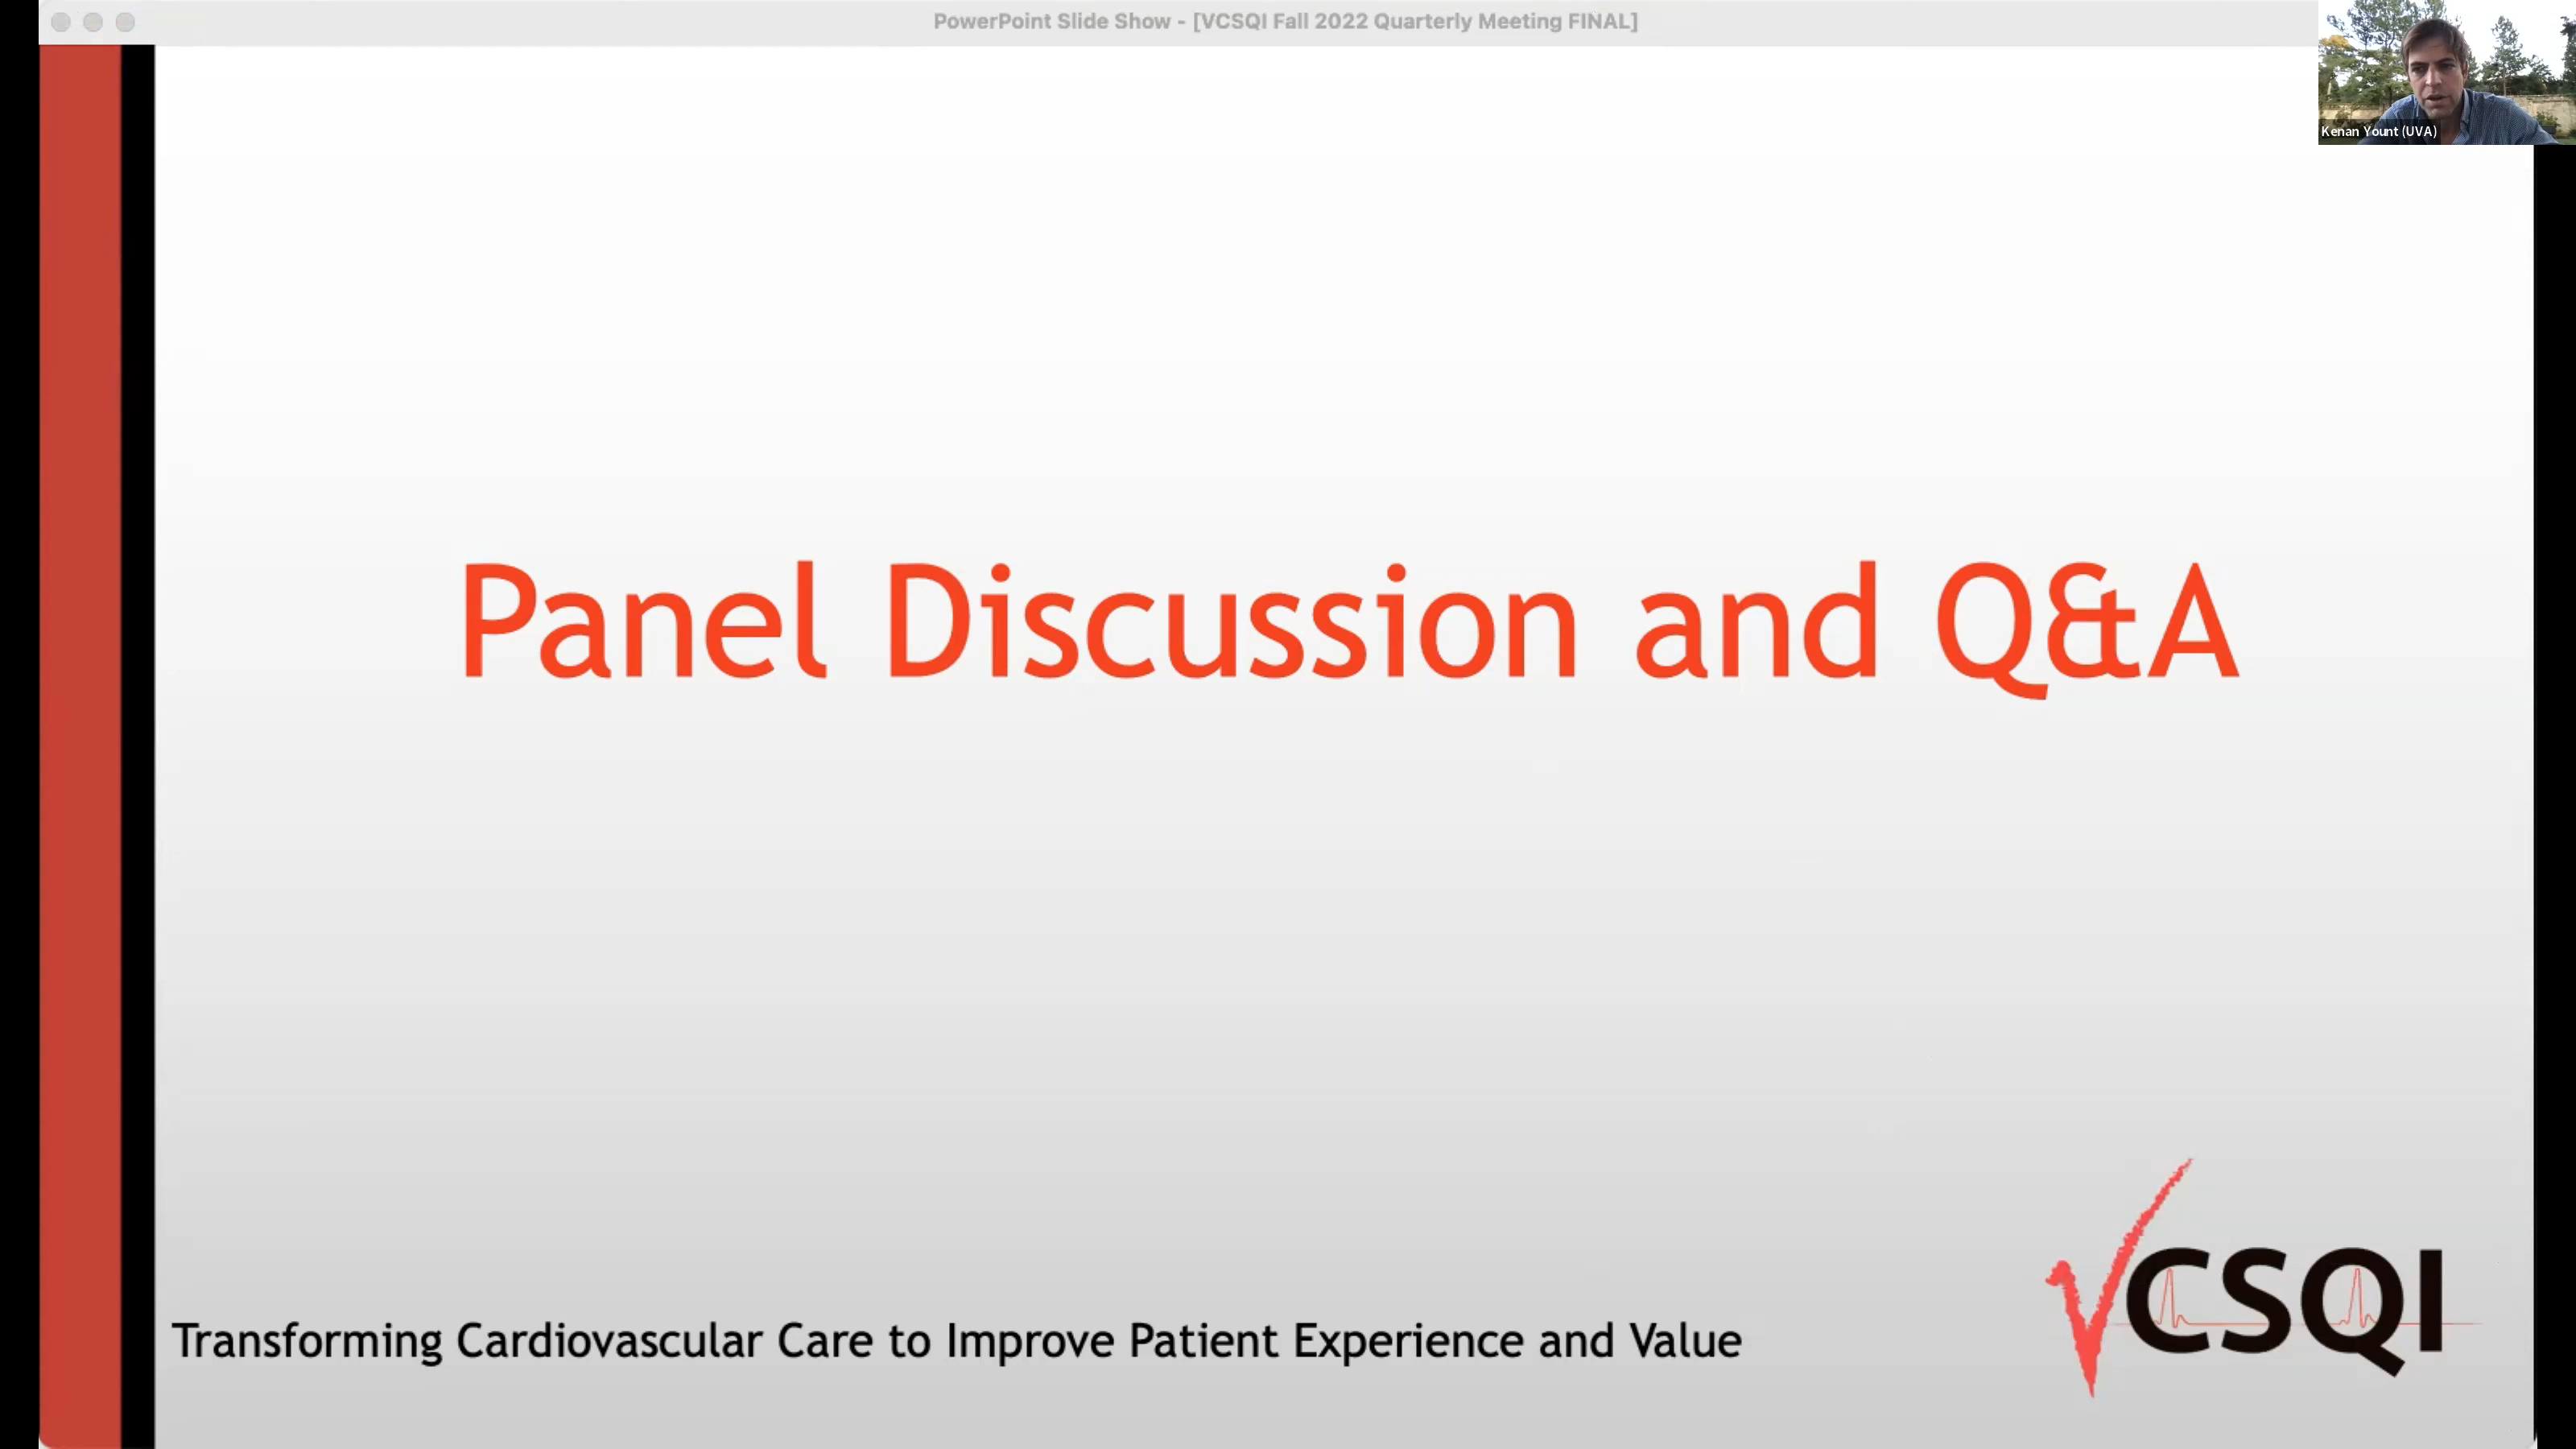 PowerPoint Slide Show - [VCSQI Fall 2022 Quarterly Meeting FINAL]
Kenan Yount (UVA)
Panel Discussion and Q&A
Transforming Cardiovascular Care to Improve Patient Experience and Value
VCSQI